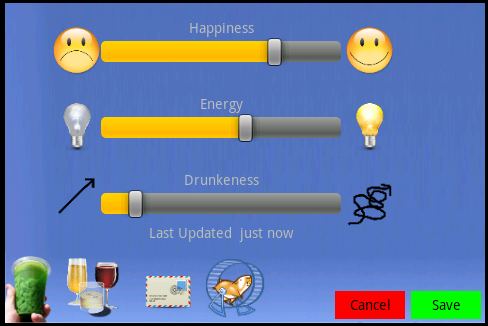 Happiness
Energy
Drunkeness
Last Updated  just now
Cancel
Save